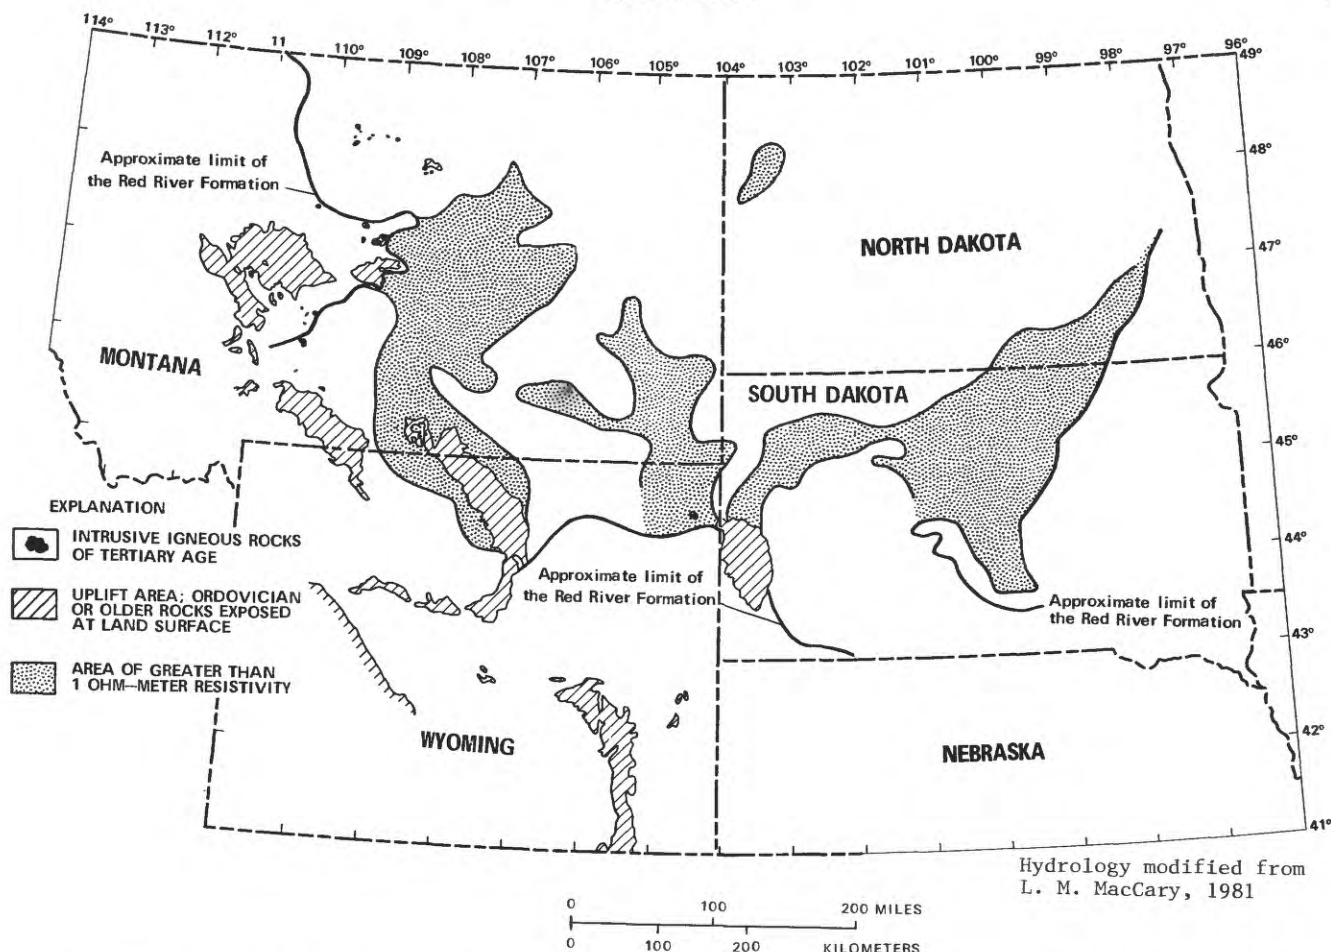 114°
113°
112°
11
110°
109°
108°
107°
106°
105°
104°
103°
102°
101°
100°
99°
98°
97°
96°
49°
Approximate limit of
the Red River Formation
48°
NORTH DAKOTA
47°
MONTANA
46°
SOUTH DAKOTA
45°
EXPLANATION
INTRUSIVE IGNEOUS ROCKS
OF TERTIARY AGE
44°
UPLIFT AREA; ORDOVICIAN
OR OLDER ROCKS EXPOSED
AT LAND SURFACE
Approximate limit of
the Red River Formation
Approximate limit of
the Red River Formation
43°
AREA OF GREATER THAN
1 OHM—METER RESISTIVITY
WYOMING
NEBRASKA
42°
41°
Hydrology modified from
L. M. MacCary, 1981
0 100 200 MILES
0 100 200 KILOMETERS